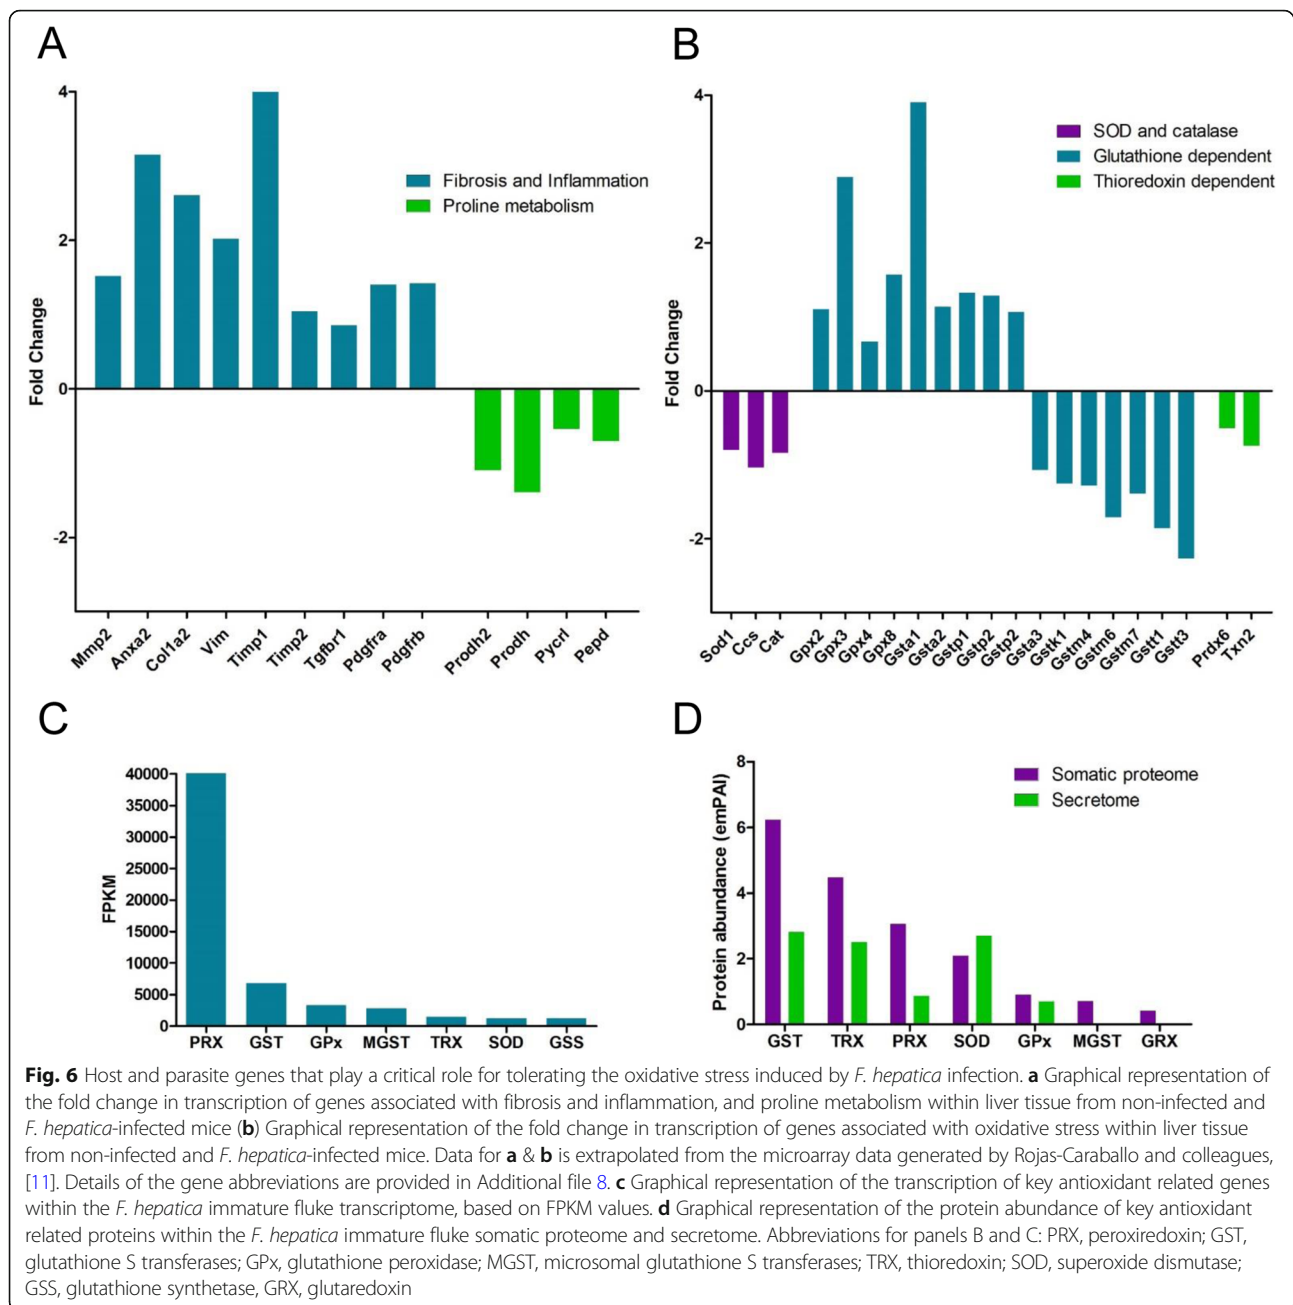 A
4
2
0
-2
Fold Change
Fibrosis and Inflammation
Proline metabolism
Mmp2
Anxa2
Col1a2
Vim
Timp1
Timp2
Tgfbr1
Pdgfra
Pdgfrb
Prodh2
Prodh
Pycrl
Pepd
B
4
2
0
-2
Fold Change
SOD and catalase
Glutathione dependent
Thioredoxin dependent
Sod1
Ccs
Cat
Gpx2
Gpx3
Gpx4
Gpx8
Gsta1
Gsta2
Gstp1
Gstp2
Gstp2
Gsta3
Gstk1
Gstm4
Gstm6
Gstm7
Gstt1
Gstt3
Prdx6
Txn2
C
40000
35000
30000
25000
20000
15000
10000
5000
0
FPKM
PRX GST GPx MGST TRX SOD GSS
D
8
6
4
2
0
Protein abundance (emPAI)
Somatic proteome
Secretome
GST TRX PRX SOD GPx MGST GRX
Fig. 6 Host and parasite genes that play a critical role for tolerating the oxidative stress induced by F. hepatica infection. a Graphical representation of
the fold change in transcription of genes associated with fibrosis and inflammation, and proline metabolism within liver tissue from non-infected and
F. hepatica-infected mice (b) Graphical representation of the fold change in transcription of genes associated with oxidative stress within liver tissue
from non-infected and F. hepatica-infected mice. Data for a & b is extrapolated from the microarray data generated by Rojas-Caraballo and colleagues,
[11]. Details of the gene abbreviations are provided in Additional file 8. c Graphical representation of the transcription of key antioxidant related genes
within the F. hepatica immature fluke transcriptome, based on FPKM values. d Graphical representation of the protein abundance of key antioxidant
related proteins within the F. hepatica immature fluke somatic proteome and secretome. Abbreviations for panels B and C: PRX, peroxiredoxin; GST,
glutathione S transferases; GPx, glutathione peroxidase; MGST, microsomal glutathione S transferases; TRX, thioredoxin; SOD, superoxide dismutase;
GSS, glutathione synthetase, GRX, glutaredoxin